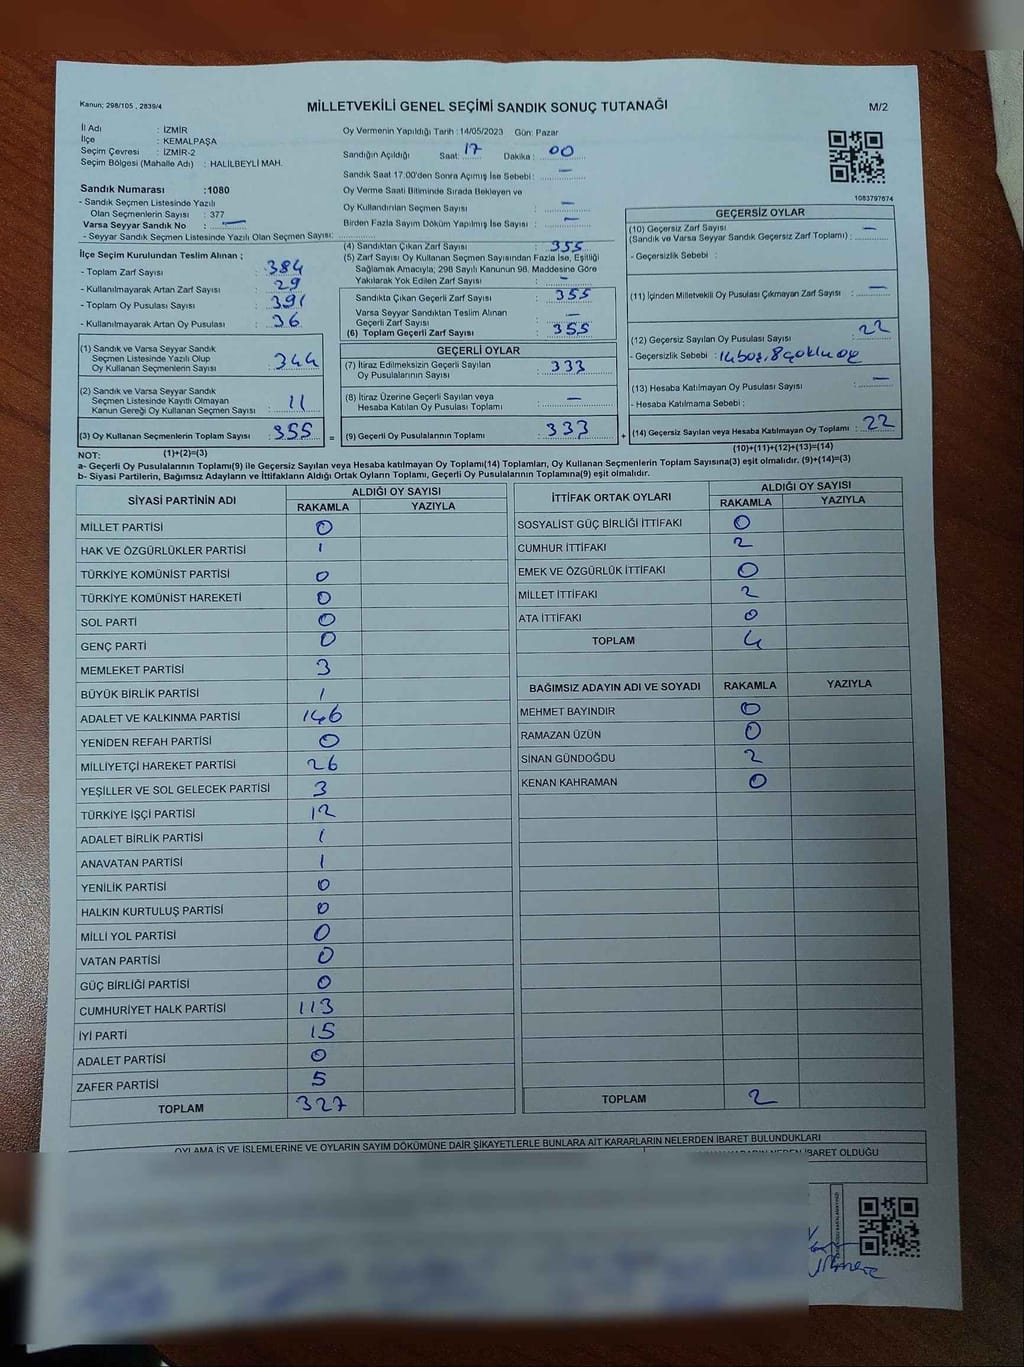 Kanun; 298/105 , 2839/4
MİLLETVEKİLİ GENEL SEÇİMİ SANDIK SONUÇ TUTANAĞI
M/2
İl Adı : İZMİR
İlçe : KEMALPAŞA
Seçim Çevresi : İZMİR-2
Seçim Bölgesi (Mahalle Adı) : HALİLBEYLİ MAH.
Sandık Numarası :1080
- Sandık Seçmen Listesinde Yazılı
Olan Seçmenlerin Sayısı : 377
Varsa Seyyar Sandık No : —
- Seyyar Sandık Seçmen Listesinde Yazılı Olan Seçmen Sayısı:
Oy Vermenin Yapıldığı Tarih : 14/05/2023 Gün: Pazar
Sandığın Açıldığı Saat: 17 Dakika : 00
Sandık Saat 17:00'den Sonra Açımış İse Sebebi: —
Oy Verme Saati Bitiminde Sırada Bekleyen ve
Oy Kullandırılan Seçmen Sayısı : —
Birden Fazla Sayım Döküm Yapılmış İse Sayısı : —
1083797674
İlçe Seçim Kurulundan Teslim Alınan ;
- Toplam Zarf Sayısı : 384
- Kullanılmayarak Artan Zarf Sayısı : 29
- Toplam Oy Pusulası Sayısı : 391
- Kullanılmayarak Artan Oy Pusulası : 36
(1) Sandık ve Varsa Seyyar Sandık
Seçmen Listesinde Yazılı Olup
Oy Kullanan Seçmenlerin Sayısı : 344
(2) Sandık ve Varsa Seyyar Sandık
Seçmen Listesinde Kayıtlı Olmayan
Kanun Gereği Oy Kullanan Seçmen Sayısı : 11
(3) Oy Kullanan Seçmenlerin Toplam Sayısı : 355 =
(4) Sandıktan Çıkan Zarf Sayısı : 355
(5) Zarf Sayısı Oy Kullanan Seçmen Sayısından Fazla İse, Eşitliği
Sağlamak Amacıyla; 298 Sayılı Kanunun 98. Maddesine Göre
Yakılarak Yok Edilen Zarf Sayısı : —
Sandıkta Çıkan Geçerli Zarf Sayısı : 355
Varsa Seyyar Sandıktan Teslim Alınan
Geçerli Zarf Sayısı : —
(6) Toplam Geçerli Zarf Sayısı : 355
GEÇERLİ OYLAR
(7) İtiraz Edilmeksizin Geçerli Sayılan
Oy Pusulalarının Sayısı : 333
(8) İtiraz Üzerine Geçerli Sayılan veya
Hesaba Katılan Oy Pusulası Toplamı : —
(9) Geçerli Oy Pusulalarının Toplamı : 333 +
GEÇERSİZ OYLAR
(10) Geçersiz Zarf Sayısı
(Sandık ve Varsa Seyyar Sandık Geçersiz Zarf Toplamı) : —
- Geçersizlik Sebebi :
(11) İçinden Milletvekili Oy Pusulası Çıkmayan Zarf Sayısı : —
(12) Geçersiz Sayılan Oy Pusulası Sayısı : 22
- Geçersizlik Sebebi : 14 boş, 8 çoklu oy
(13) Hesaba Katılmayan Oy Pusulası Sayısı : —
- Hesaba Katılmama Sebebi :
(14) Geçersiz Sayılan veya Hesaba Katılmayan Oy Toplamı : 22
NOT: (1)+(2)=(3)
(10)+(11)+(12)+(13)=(14)
a- Geçerli Oy Pusulalarının Toplamı(9) ile Geçersiz Sayılan veya Hesaba katılmayan Oy Toplamı(14) Toplamları, Oy Kullanan Seçmenlerin Toplam Sayısına(3) eşit olmalıdır. (9)+(14)=(3)
b- Siyasi Partilerin, Bağımsız Adayların ve İttifakların Aldığı Ortak Oyların Toplamı, Geçerli Oy Pusulalarının Toplamına(9) eşit olmalıdır.
SİYASİ PARTİNİN ADI ALDIĞI OY SAYISI
RAKAMLA YAZIYLA
MİLLET PARTİSİ 0
HAK VE ÖZGÜRLÜKLER PARTİSİ 1
TÜRKİYE KOMÜNİST PARTİSİ 0
TÜRKİYE KOMÜNİST HAREKETİ 0
SOL PARTİ 0
GENÇ PARTİ 0
MEMLEKET PARTİSİ 3
BÜYÜK BİRLİK PARTİSİ 1
ADALET VE KALKINMA PARTİSİ 146
YENİDEN REFAH PARTİSİ 0
MİLLİYETÇİ HAREKET PARTİSİ 26
YEŞİLLER VE SOL GELECEK PARTİSİ 3
TÜRKİYE İŞÇİ PARTİSİ 12
ADALET BİRLİK PARTİSİ 1
ANAVATAN PARTİSİ 1
YENİLİK PARTİSİ 0
HALKIN KURTULUŞ PARTİSİ 0
MİLLİ YOL PARTİSİ 0
VATAN PARTİSİ 0
GÜÇ BİRLİĞİ PARTİSİ 0
CUMHURİYET HALK PARTİSİ 113
İYİ PARTİ 15
ADALET PARTİSİ 0
ZAFER PARTİSİ 5
TOPLAM 327
İTTİFAK ORTAK OYLARI ALDIĞI OY SAYISI
RAKAMLA YAZIYLA
SOSYALİST GÜÇ BİRLİĞİ İTTİFAKI 0
CUMHUR İTTİFAKI 2
EMEK VE ÖZGÜRLÜK İTTİFAKI 0
MİLLET İTTİFAKI 2
ATA İTTİFAKI 0
TOPLAM 4
BAĞIMSIZ ADAYIN ADI VE SOYADI RAKAMLA YAZIYLA
MEHMET BAYINDIR 0
RAMAZAN ÜZÜN 0
SİNAN GÜNDOĞDU 2
KENAN KAHRAMAN 0
TOPLAM 2
OYLAMA İŞ VE İŞLEMLERİNE VE OYLARIN SAYIM DÖKÜMÜNE DAİR ŞİKAYETLERLE BUNLARA AİT KARARLARIN NELERDEN İBARET BULUNDUKLARI
NEDEN İBARET OLDUĞU